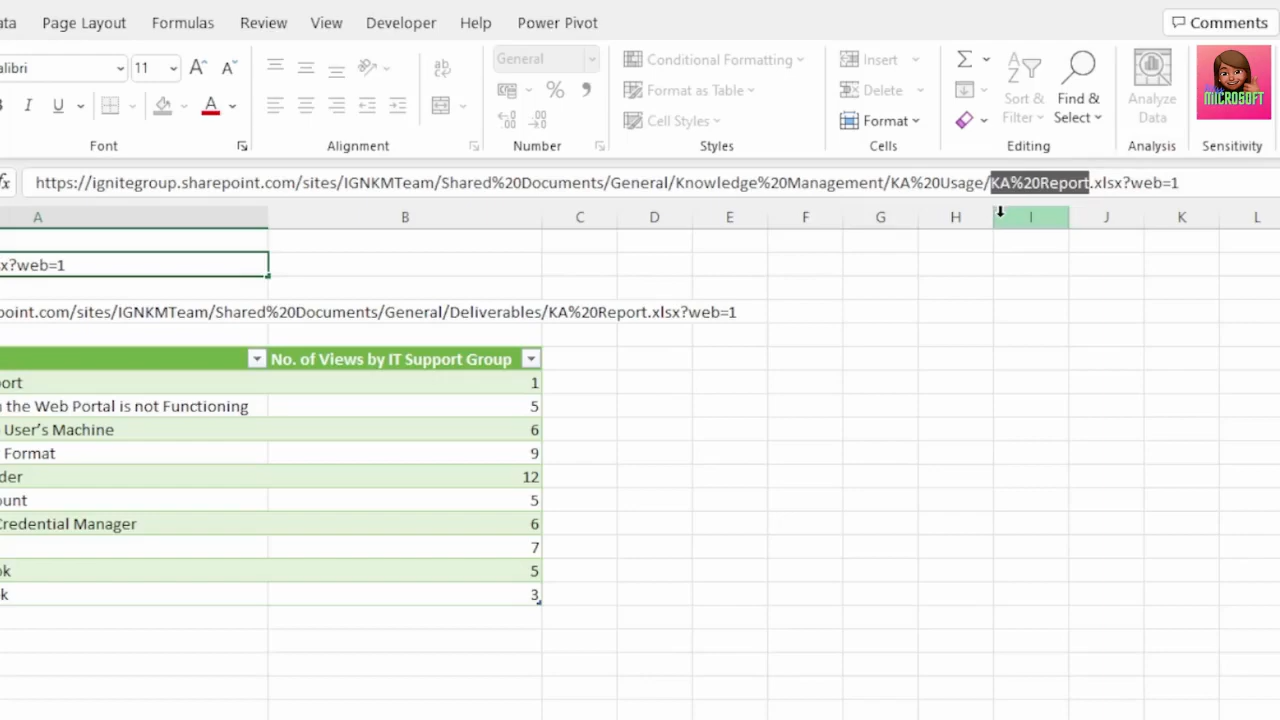 ata Page Layout Formulas Review View Developer Help Power Pivot Comments
alibri 11 A A ab General Conditional Formatting Insert Σ A Z
B I U A % 9 Format as Table Delete Sort & Filter Find & Select Analyze Data MICROSOFT
Cell Styles Format
Font Alignment Number Styles Cells Editing Analysis Sensitivity
fx https://ignitegroup.sharepoint.com/sites/IGNKMTeam/Shared%20Documents/General/Knowledge%20Management/KA%20Usage/KA%20Report.xlsx?web=1
A B C D E F G H I J K L
x?web=1
point.com/sites/IGNKMTeam/Shared%20Documents/General/Deliverables/KA%20Report.xlsx?web=1
No. of Views by IT Support Group
ort 1
n the Web Portal is not Functioning 5
User’s Machine 6
Format 9
der 12
ount 5
Credential Manager 6
7
ok 5
k 3